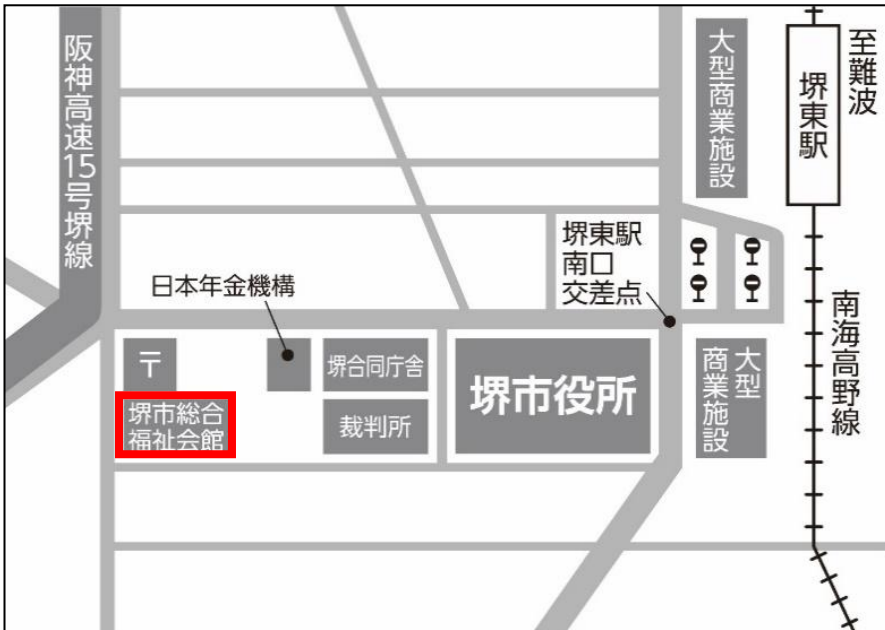 阪神高速15号堺線
大型商業施設
堺東駅
至難波
堺東駅
南口
交差点
日本年金機構
南海高野線
〒
堺合同庁舎
堺市役所
大型
商業施設
堺市総合
福祉会館
裁判所